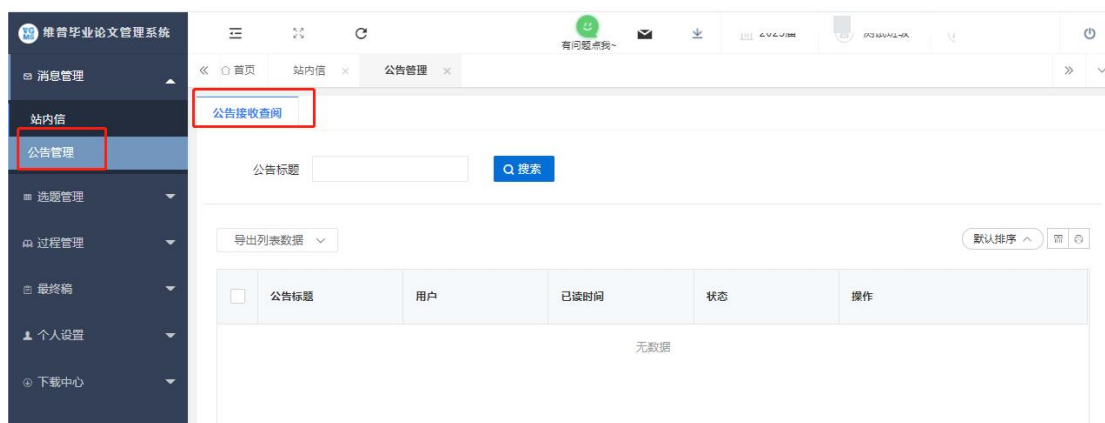 维普毕业论文管理系统
有问题点我~
消息管理
首页
站内信
公告管理
站内信
公告管理
选题管理
过程管理
最终稿
个人设置
下载中心
公告接收查阅
公告标题
搜索
导出列表数据
默认排序
公告标题 用户 已读时间 状态 操作
无数据